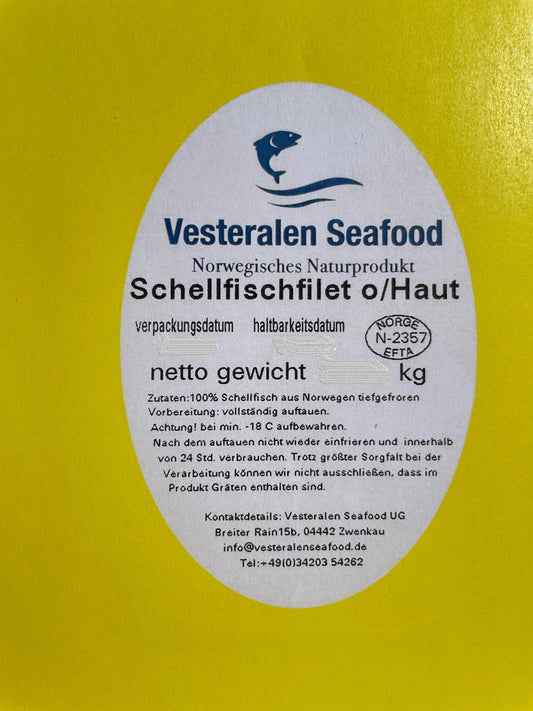 Vesteralen Seafood
Norwegisches Naturprodukt
Schellfischfilet o/Haut
verpackungsdatum haltbarkeitsdatum
NORGE
N-2357
EFTA
netto gewicht kg
Zutaten:100% Schellfisch aus Norwegen tiefgefroren
Vorbereitung: vollständig auftauen.
Achtung! bei min. -18 C aufbewahren.
Nach dem auftauen nicht wieder einfrieren und innerhalb
von 24 Std. verbrauchen. Trotz größter Sorgfalt bei der
Verarbeitung können wir nicht ausschließen, dass im
Produkt Gräten enthalten sind.
Kontaktdetails: Vesteralen Seafood UG
Breiter Rain15b, 04442 Zwenkau
info@vesteralenseafood.de
Tel:+49(0)34203 54262